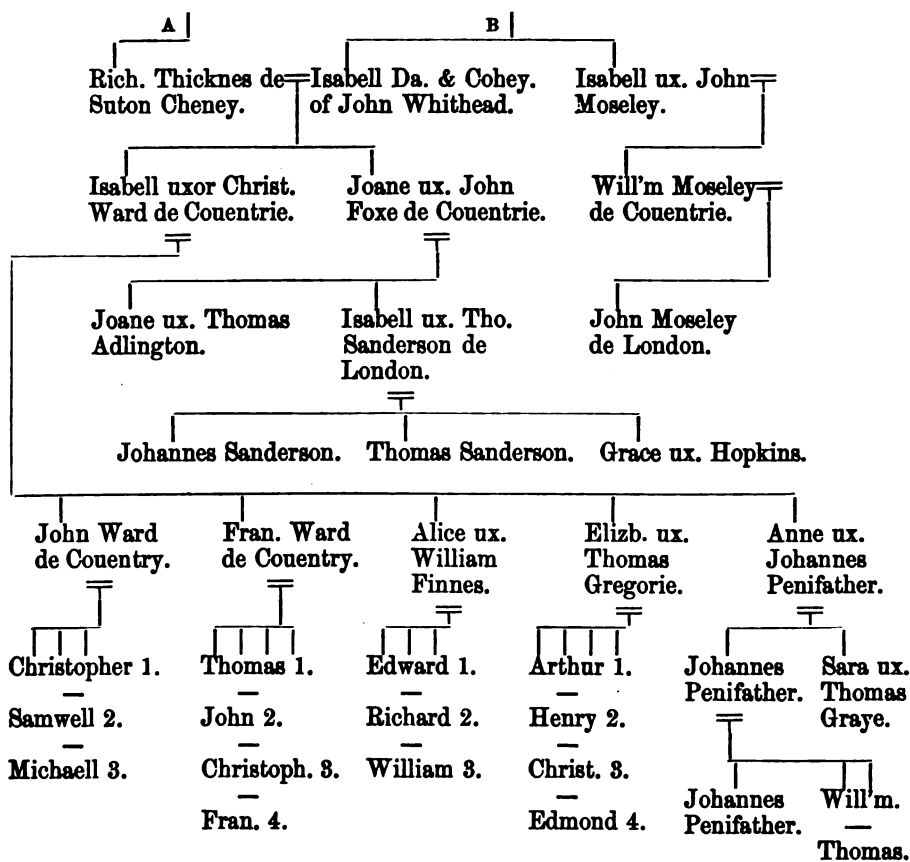 A B
Rich. Thicknes de Isabell Da. & Cohey. Isabell ux. John
Suton Cheney. of John Whithead. Moseley.
Isabell uxor Christ. Joane ux. John Will'm Moseley
Ward de Couentrie. Foxe de Couentrie. de Couentrie.
Joane ux. Thomas Isabell ux. Tho. John Moseley
Adlington. Sanderson de de London.
London.
Johannes Sanderson. Thomas Sanderson. Grace ux. Hopkins.
John Ward Fran. Ward Alice ux. Elizb. ux. Anne ux.
de Couentry. de Couentry. William Thomas Johannes
Finnes. Gregorie. Penifather.
Christopher 1. Thomas 1. Edward 1. Arthur 1. Johannes Sara ux.
Penifather. Thomas
Samwell 2. John 2. Richard 2. Henry 2. Graye.
Michaell 3. Christoph. 3. William 3. Christ. 3.
Fran. 4. Edmond 4. Johannes Will'm.
Penifather.
Thomas.